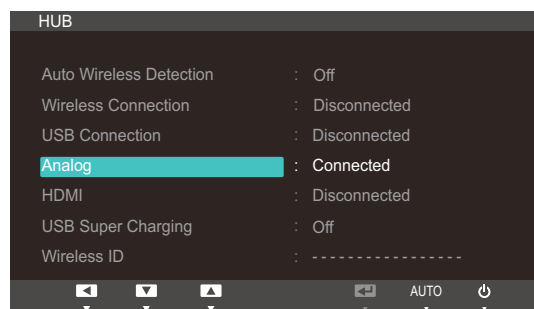 HUB
Auto Wireless Detection : Off
Wireless Connection : Disconnected
USB Connection : Disconnected
Analog : Connected
HDMI : Disconnected
USB Super Charging : Off
Wireless ID : - - - - - - - - - - - - - - - - -
AUTO